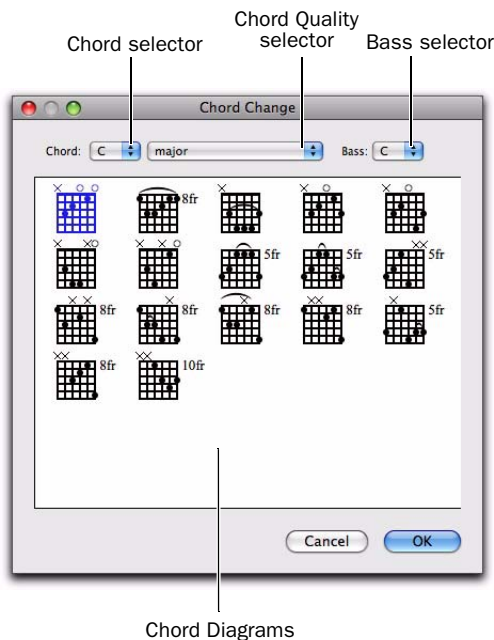 Chord selector
Chord Quality
selector
Bass selector
Chord Change
Chord: C major Bass: C
8fr
5fr 5fr 5fr
8fr 8fr 8fr 8fr 5fr
8fr 10fr
Cancel OK
Chord Diagrams